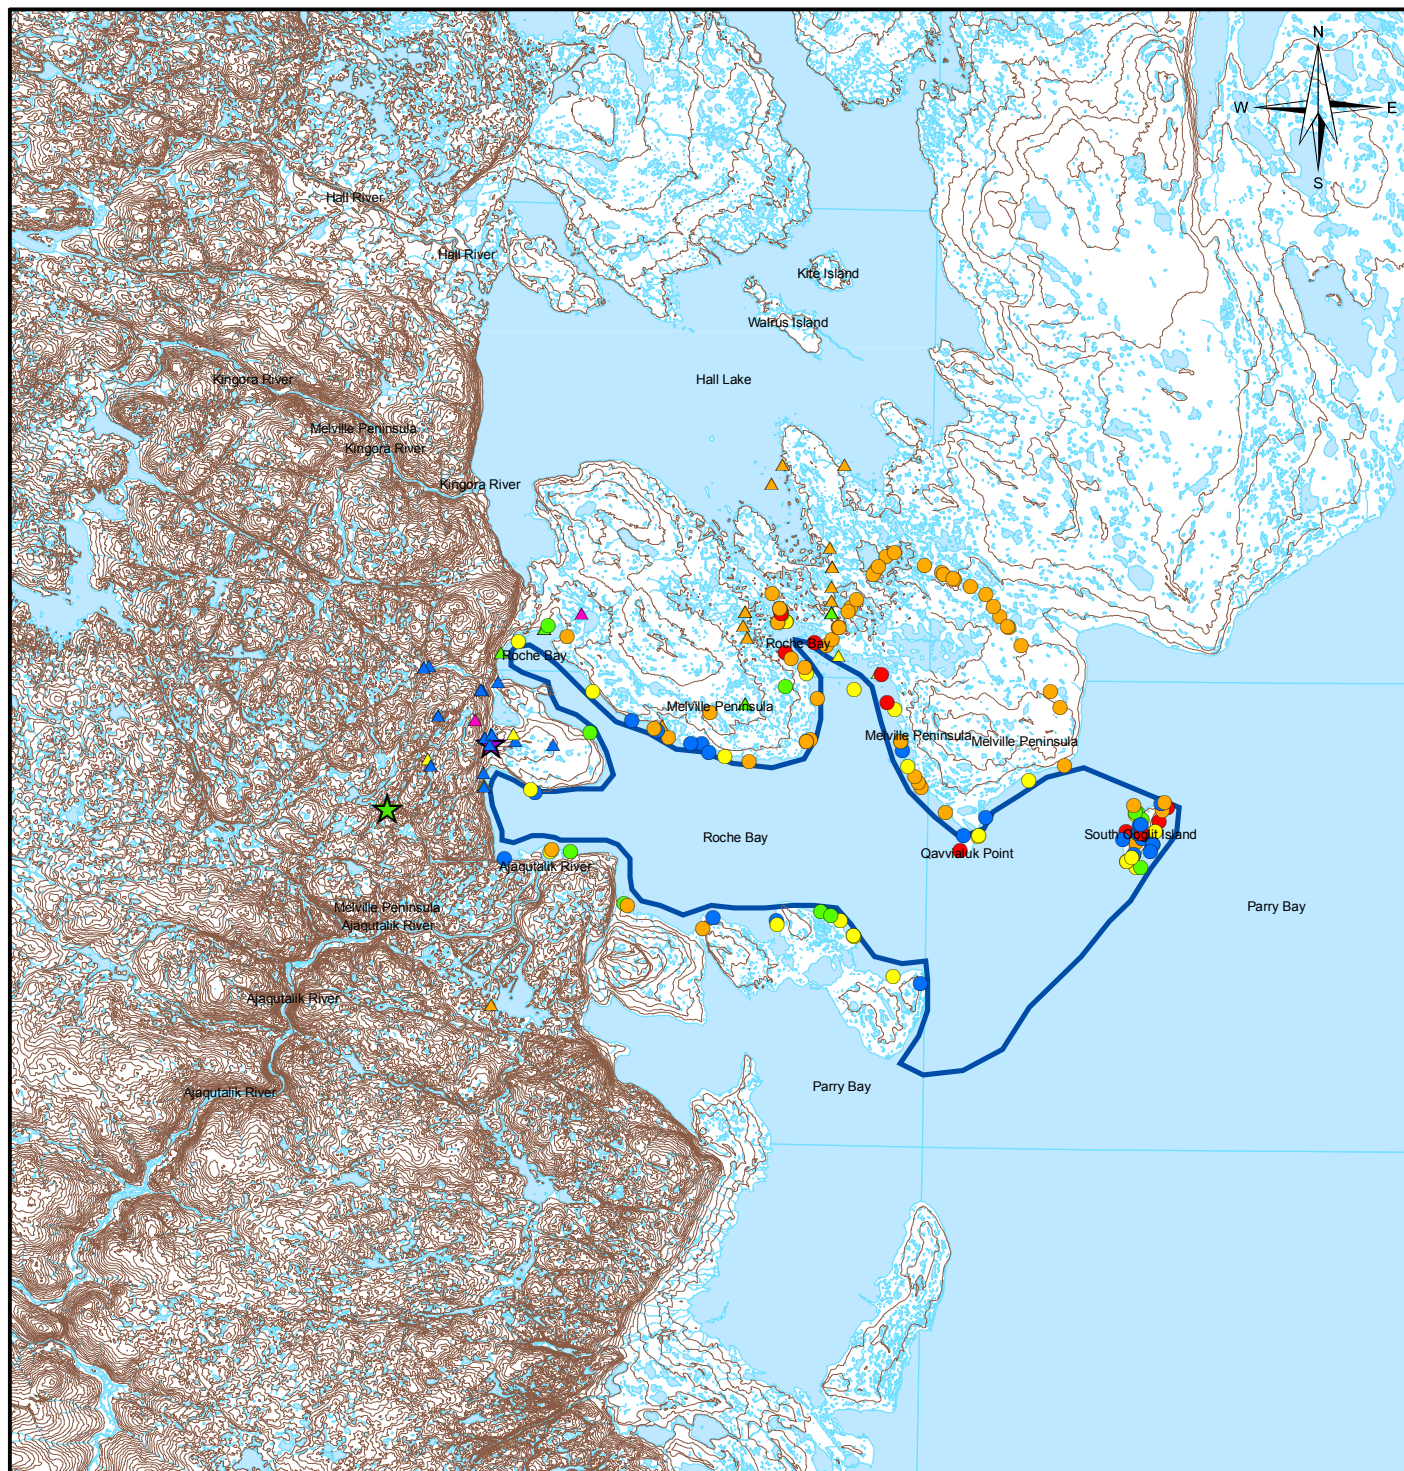 N
W E
S
Hall River
Hall River
Kite Island
Walrus Island
Kingora River
Hall Lake
Melville Peninsula
Kingora River
Kingora River
Roche Bay
Roche Bay
Melville Peninsula
Melville Peninsula
Melville Peninsula
Roche Bay
South Ooglit Island
Qavvialuk Point
Ajaqutalik River
Melville Peninsula
Parry Bay
Ajaqutalik River
Ajaqutalik River
Parry Bay
Ajaqutalik River